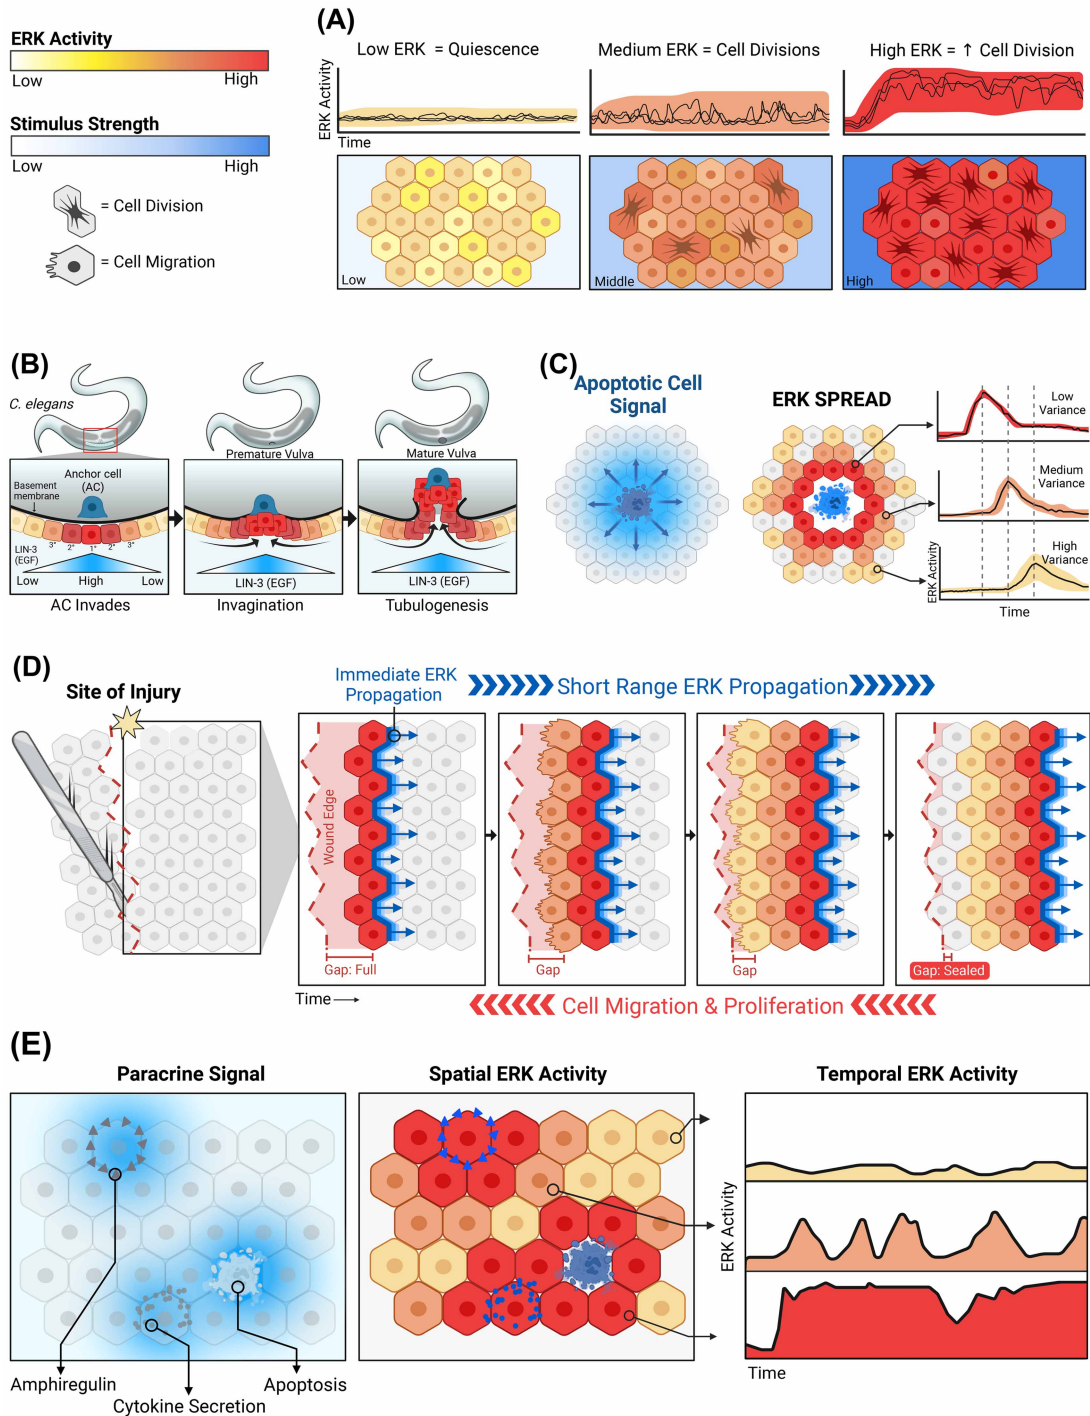 ERK Activity
Low High
Stimulus Strength
Low High
= Cell Division
= Cell Migration
(A)
Low ERK = Quiescence
Medium ERK = Cell Divisions
High ERK = ↑ Cell Division
ERK Activity
Time
Low
Middle
High
(B)
C. elegans
Premature Vulva
Mature Vulva
Anchor cell
(AC)
Basement
membrane
3° 2° 1° 2° 3°
LIN-3
(EGF)
Low High Low
LIN-3 (EGF)
LIN-3 (EGF)
AC Invades
Invagination
Tubulogenesis
(C)
Apoptotic Cell
Signal
ERK SPREAD
Low
Variance
Medium
Variance
High
Variance
ERK Activity
Time
(D)
Site of Injury
Immediate ERK
Propagation
Short Range ERK Propagation
Wound Edge
Gap: Full
Gap
Gap
Gap: Sealed
Time
Cell Migration & Proliferation
(E)
Paracrine Signal
Spatial ERK Activity
Temporal ERK Activity
Amphiregulin
Cytokine Secretion
Apoptosis
ERK Activity
Time